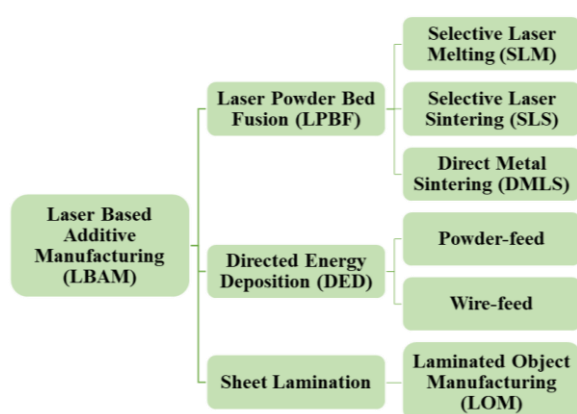 Laser Based
Additive
Manufacturing
(LBAM)
Laser Powder Bed
Fusion (LPBF)
Selective Laser
Melting (SLM)
Selective Laser
Sintering (SLS)
Direct Metal
Sintering (DMLS)
Directed Energy
Deposition (DED)
Powder-feed
Wire-feed
Sheet Lamination
Laminated Object
Manufacturing
(LOM)